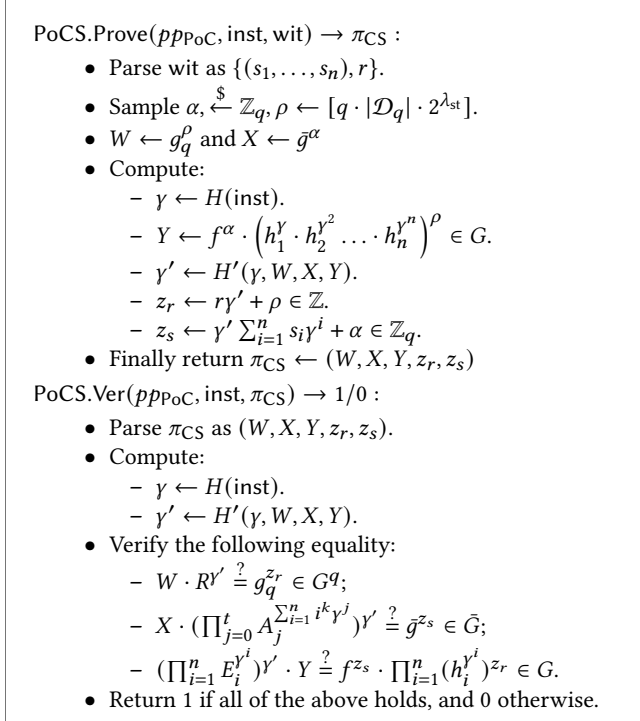 PoCS.Prove(pp_PoC, inst, wit) → π_CS :
• Parse wit as {(s_1, . . . , s_n), r}.
• Sample α, ←$ ℤ_q, ρ ← [q · |𝒟_q| · 2^{λ_st}].
• W ← g_q^ρ and X ← ḡ^α
• Compute:
– γ ← H(inst).
– Y ← f^α · (h_1^γ · h_2^{γ^2} . . . · h_n^{γ^n})^ρ ∈ G.
– γ′ ← H′(γ, W, X, Y).
– z_r ← rγ′ + ρ ∈ ℤ.
– z_s ← γ′ ∑_{i=1}^n s_iγ^i + α ∈ ℤ_q.
• Finally return π_CS ← (W, X, Y, z_r, z_s)
PoCS.Ver(pp_PoC, inst, π_CS) → 1/0 :
• Parse π_CS as (W, X, Y, z_r, z_s).
• Compute:
– γ ← H(inst).
– γ′ ← H′(γ, W, X, Y).
• Verify the following equality:
– W · R^{γ′} ≟ g_q^{z_r} ∈ G^q;
– X · (∏_{j=0}^t A_j^{∑_{i=1}^n i^k γ^j})^{γ′} ≟ ḡ^{z_s} ∈ Ḡ;
– (∏_{i=1}^n E_i^{γ^i})^{γ′} · Y ≟ f^{z_s} · ∏_{i=1}^n (h_i^{γ^i})^{z_r} ∈ G.
• Return 1 if all of the above holds, and 0 otherwise.